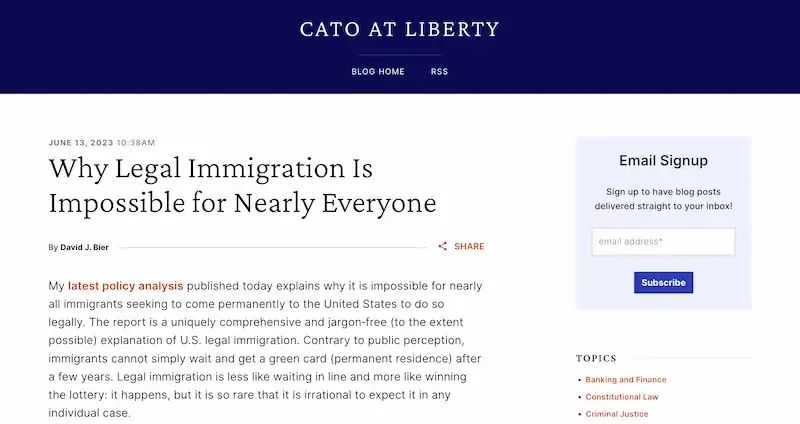 CATO AT LIBERTY
BLOG HOME RSS
JUNE 13, 2023 10:38AM
Why Legal Immigration Is
Impossible for Nearly Everyone
By David J. Bier
SHARE
My latest policy analysis published today explains why it is impossible for nearly
all immigrants seeking to come permanently to the United States to do so
legally. The report is a uniquely comprehensive and jargon-free (to the extent
possible) explanation of U.S. legal immigration. Contrary to public perception,
immigrants cannot simply wait and get a green card (permanent residence) after
a few years. Legal immigration is less like waiting in line and more like winning
the lottery: it happens, but it is so rare that it is irrational to expect it in any
individual case.
Email Signup
Sign up to have blog posts
delivered straight to your inbox!
email address*
Subscribe
TOPICS
• Banking and Finance
• Constitutional Law
• Criminal Justice